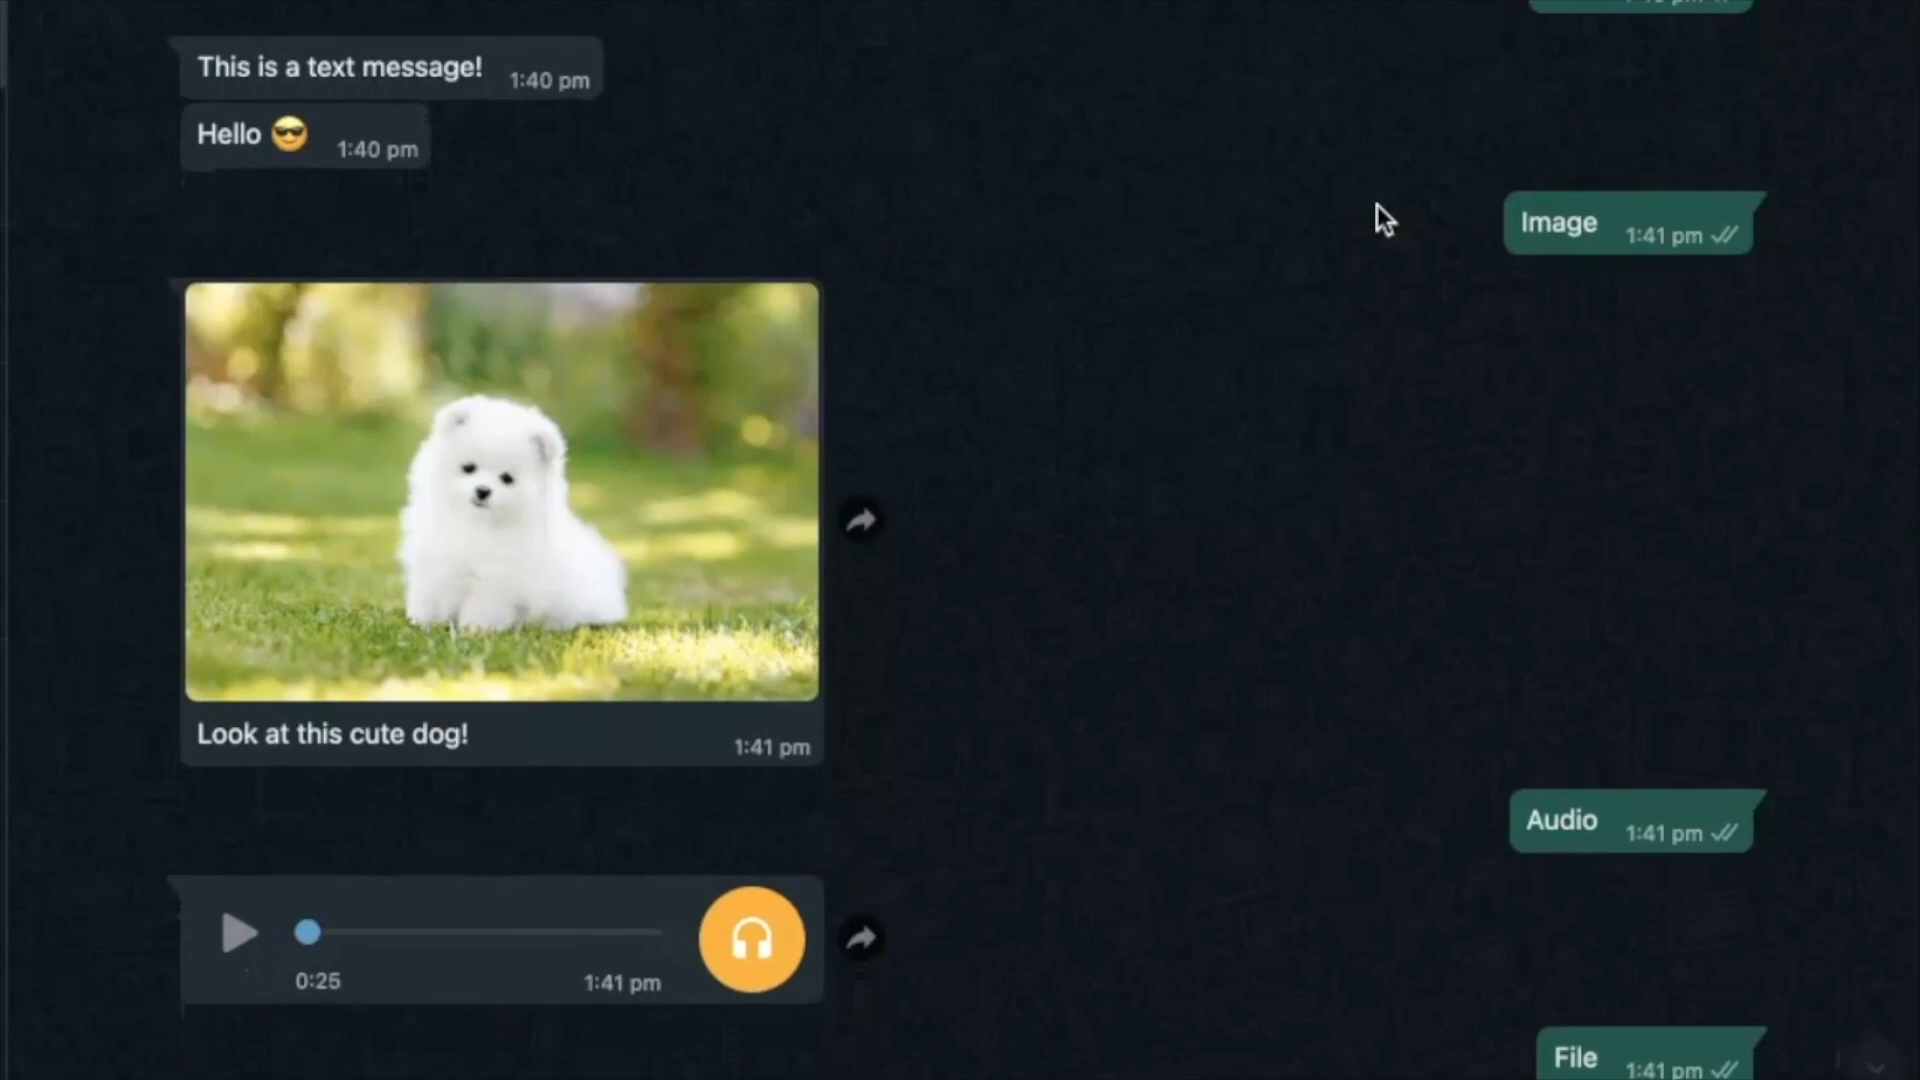 This is a text message! 1:40 pm
Hello 😎 1:40 pm
Image 1:41 pm
Look at this cute dog! 1:41 pm
Audio 1:41 pm
0:25 1:41 pm
File 1:41 pm